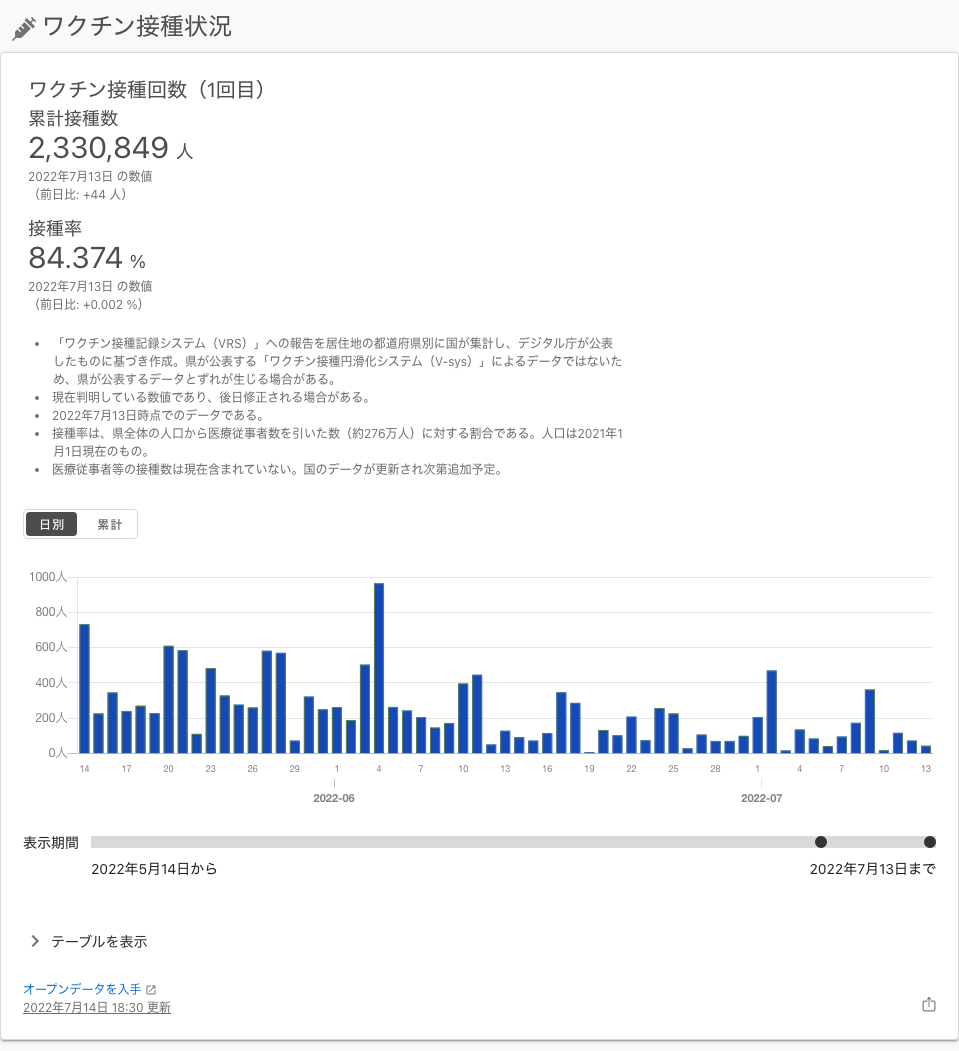 ワクチン接種状況
ワクチン接種回数（1回目）
累計接種数
2,330,849 人
2022年7月13日 の数値
（前日比: +44 人）
接種率
84.374 %
2022年7月13日 の数値
（前日比: +0.002 %）
• 「ワクチン接種記録システム（VRS）」への報告を居住地の都道府県別に国が集計し、デジタル庁が公表
したものに基づき作成。県が公表する「ワクチン接種円滑化システム（V-sys）」によるデータではないた
め、県が公表するデータとずれが生じる場合がある。
• 現在判明している数値であり、後日修正される場合がある。
• 2022年7月13日時点でのデータである。
• 接種率は、県全体の人口から医療従事者数を引いた数（約276万人）に対する割合である。人口は2021年1
月1日現在のもの。
• 医療従事者等の接種数は現在含まれていない。国のデータが更新され次第追加予定。
日別 累計
1000人
800人
600人
400人
200人
0人
14 17 20 23 26 29 1 4 7 10 13 16 19 22 25 28 1 4 7 10 13
2022-06 2022-07
表示期間
2022年5月14日から 2022年7月13日まで
テーブルを表示
オープンデータを入手
2022年7月14日 18:30 更新